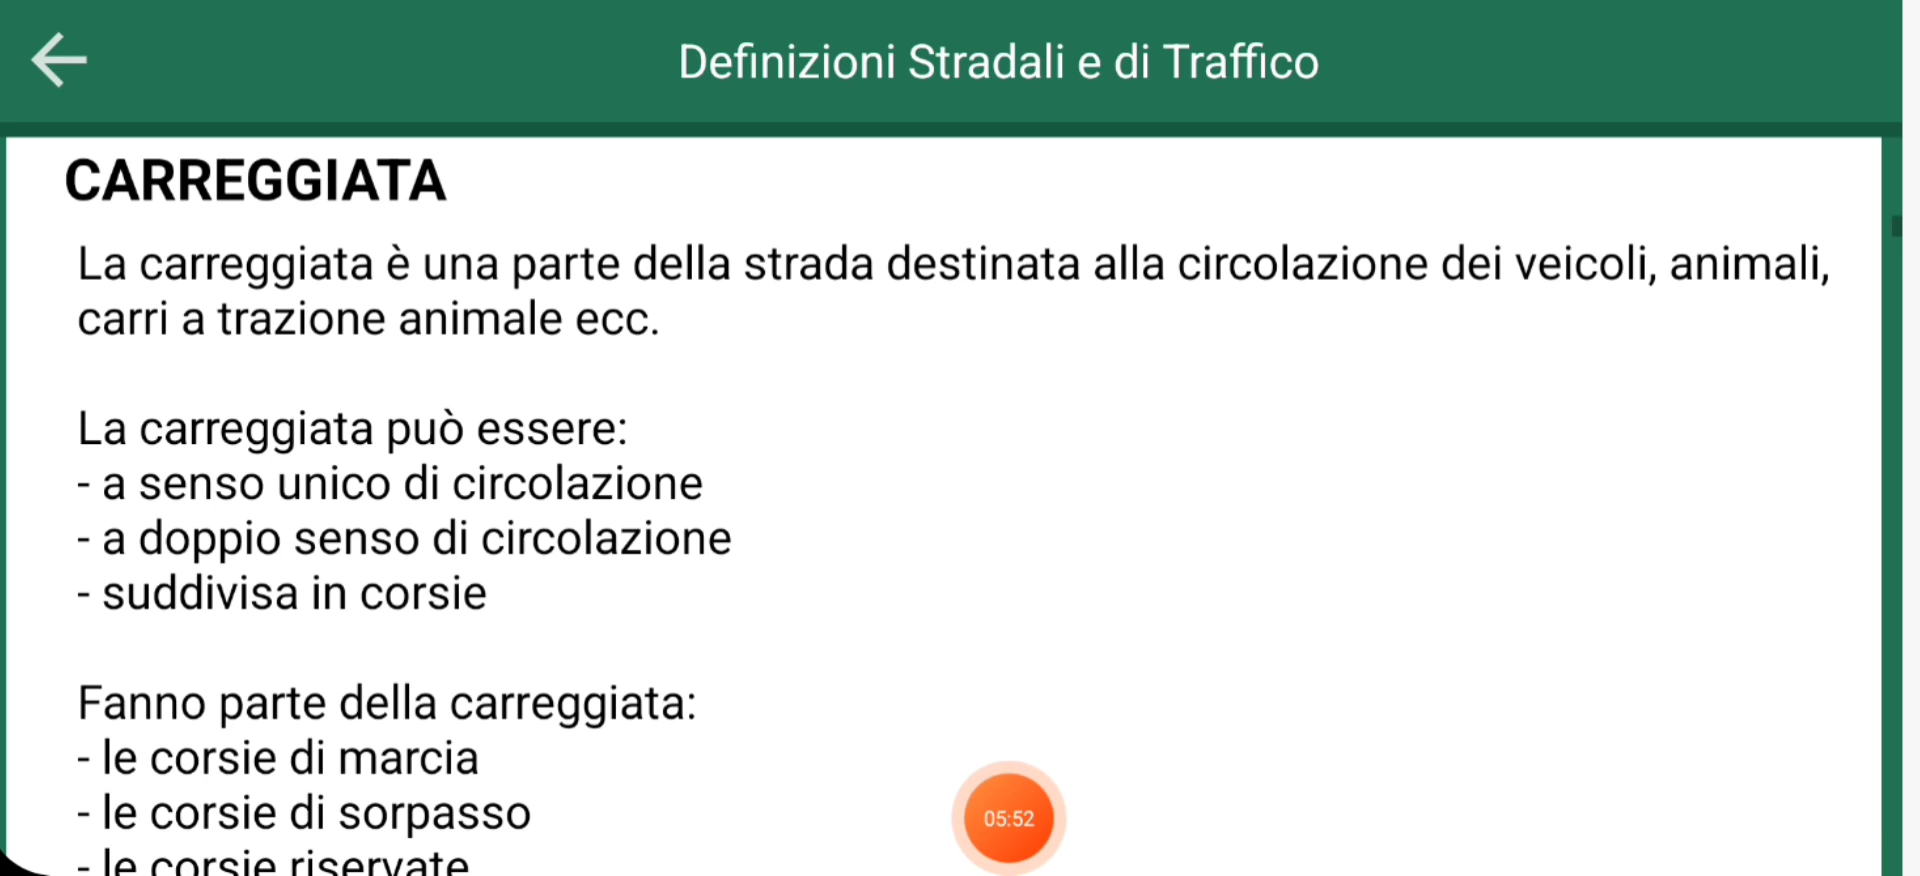 Definizioni Stradali e di Traffico
CARREGGIATA
La carreggiata è una parte della strada destinata alla circolazione dei veicoli, animali,
carri a trazione animale ecc.
La carreggiata può essere:
- a senso unico di circolazione
- a doppio senso di circolazione
- suddivisa in corsie
Fanno parte della carreggiata:
- le corsie di marcia
- le corsie di sorpasso
- le corsie riservate
05:52